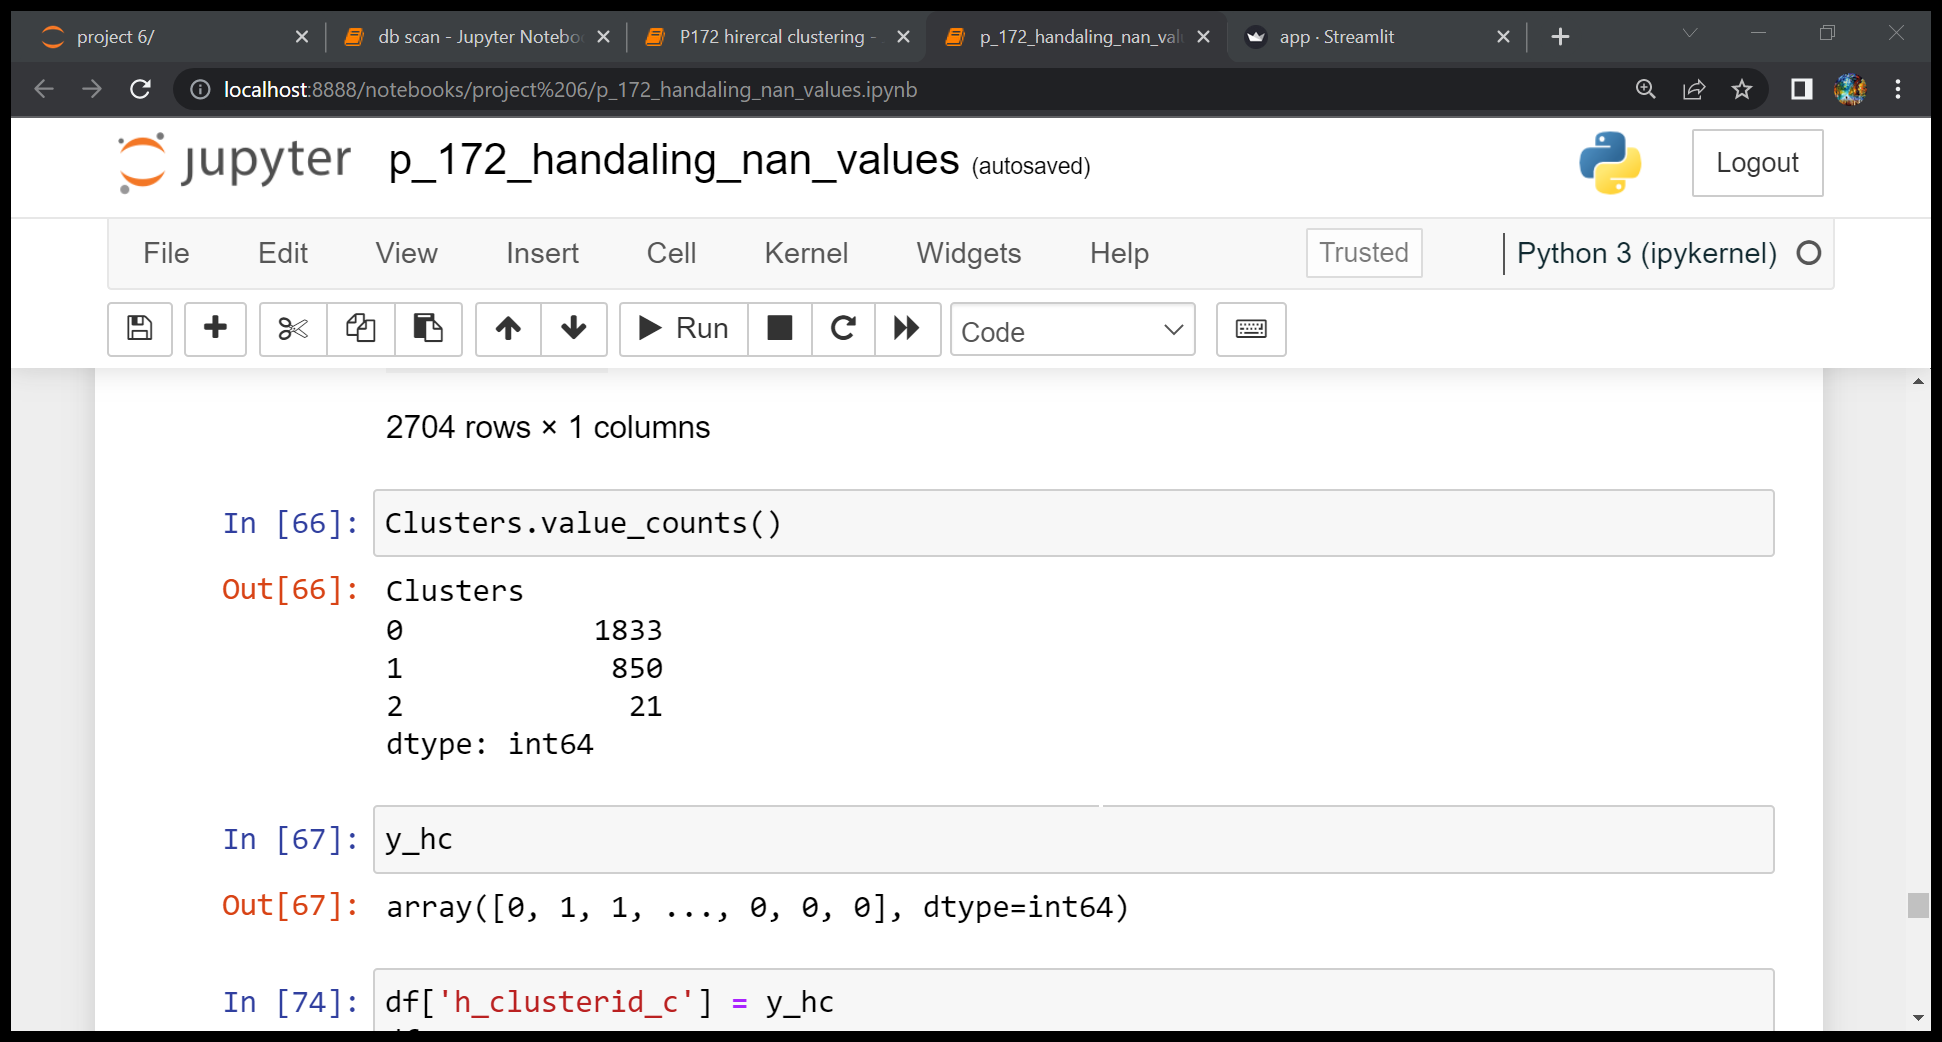 project 6/
db scan - Jupyter Notebo
P172 hirercal clustering -
p_172_handaling_nan_val
app · Streamlit
localhost:8888/notebooks/project%206/p_172_handaling_nan_values.ipynb
jupyter p_172_handaling_nan_values (autosaved)
Logout
File Edit View Insert Cell Kernel Widgets Help
Trusted
Python 3 (ipykernel)
Run
Code
2704 rows × 1 columns
In [66]: Clusters.value_counts()
Out[66]: Clusters
0 1833
1 850
2 21
dtype: int64
In [67]: y_hc
Out[67]: array([0, 1, 1, ..., 0, 0, 0], dtype=int64)
In [74]: df['h_clusterid_c'] = y_hc